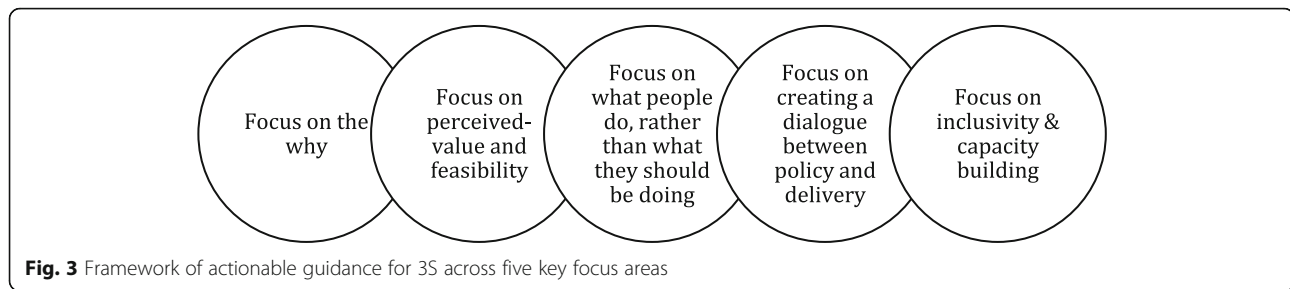 Focus on the
why
Focus on
perceived-
value and
feasibility
Focus on
what people
do, rather
than what
they should
be doing
Focus on
creating a
dialogue
between
policy and
delivery
Focus on
inclusivity &
capacity
building
Fig. 3 Framework of actionable guidance for 3S across five key focus areas